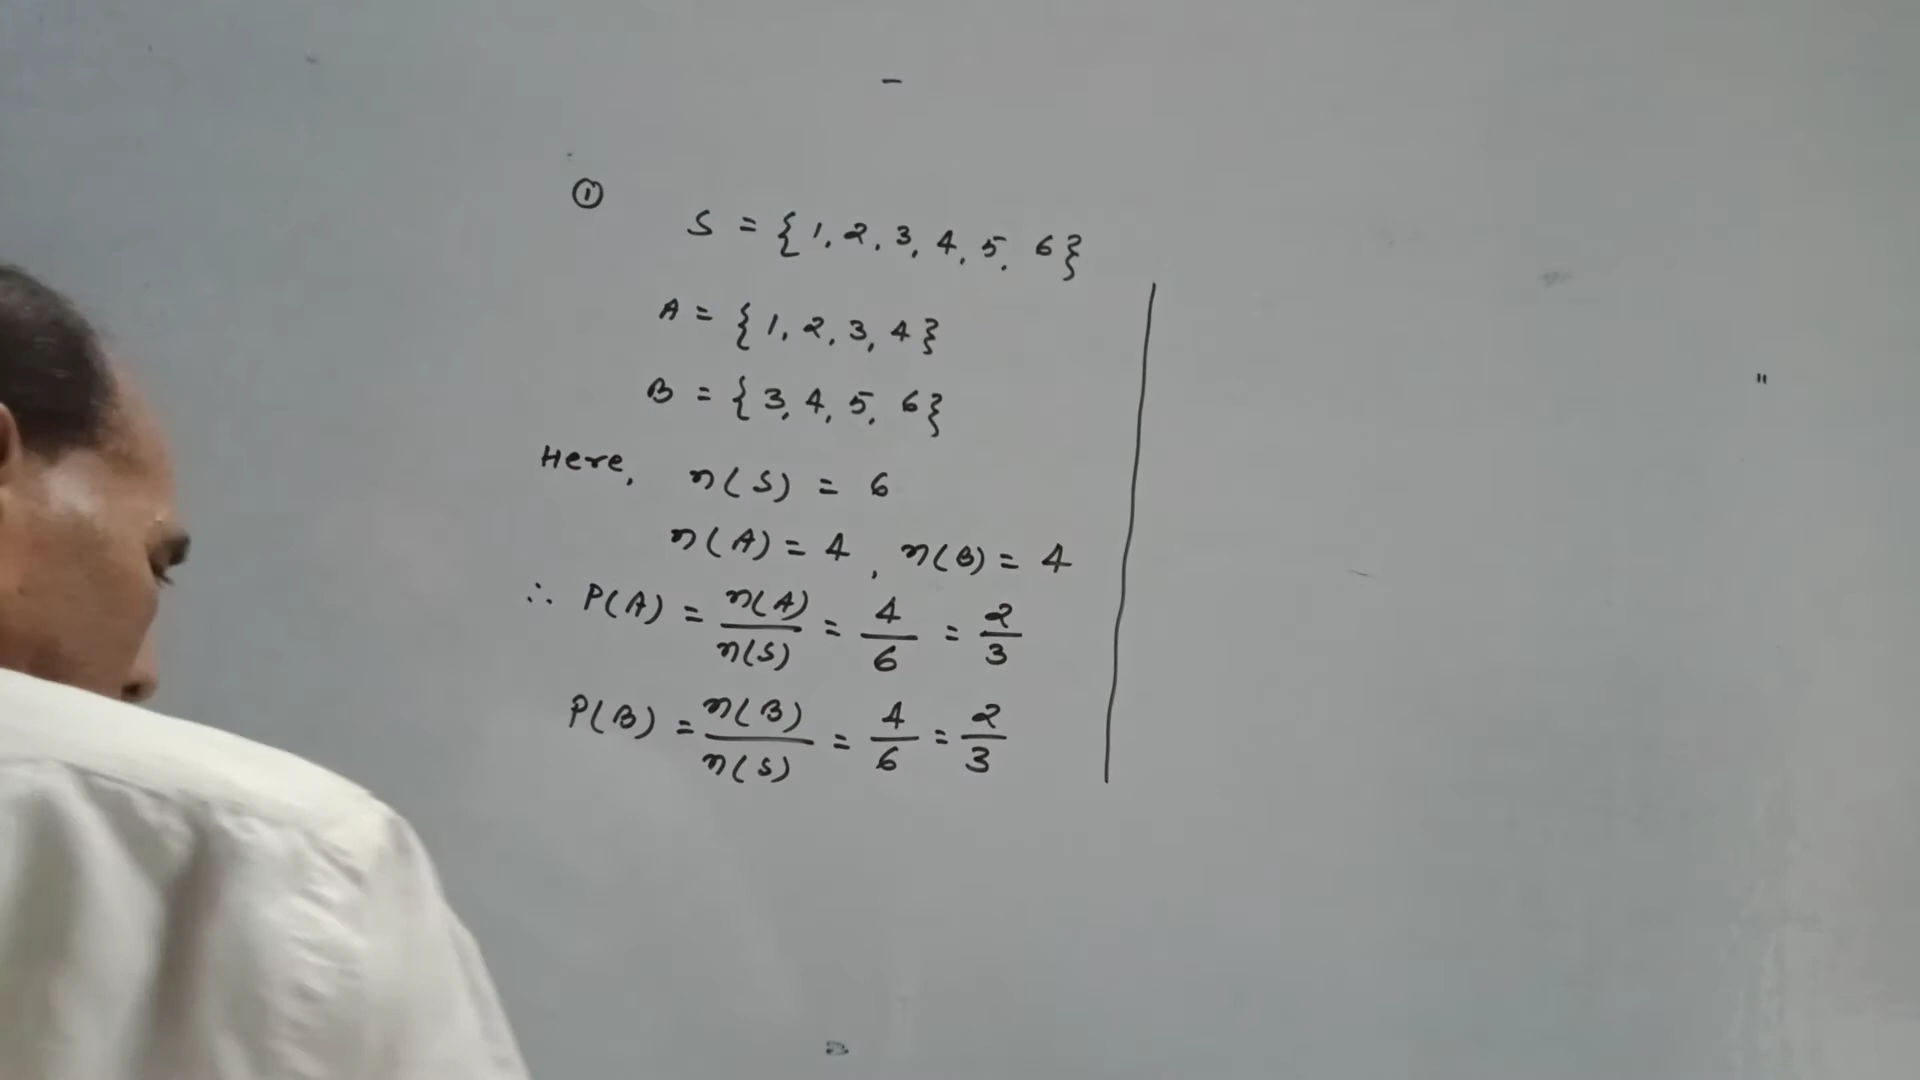 ①
S = { 1, 2, 3, 4, 5, 6}
A = { 1, 2, 3, 4 }
B = { 3, 4, 5, 6}
Here, n(S) = 6
n(A) = 4, n(B) = 4
∴ P(A) = n(A)/n(S) = 4/6 = 2/3
P(B) = n(B)/n(S) = 4/6 = 2/3